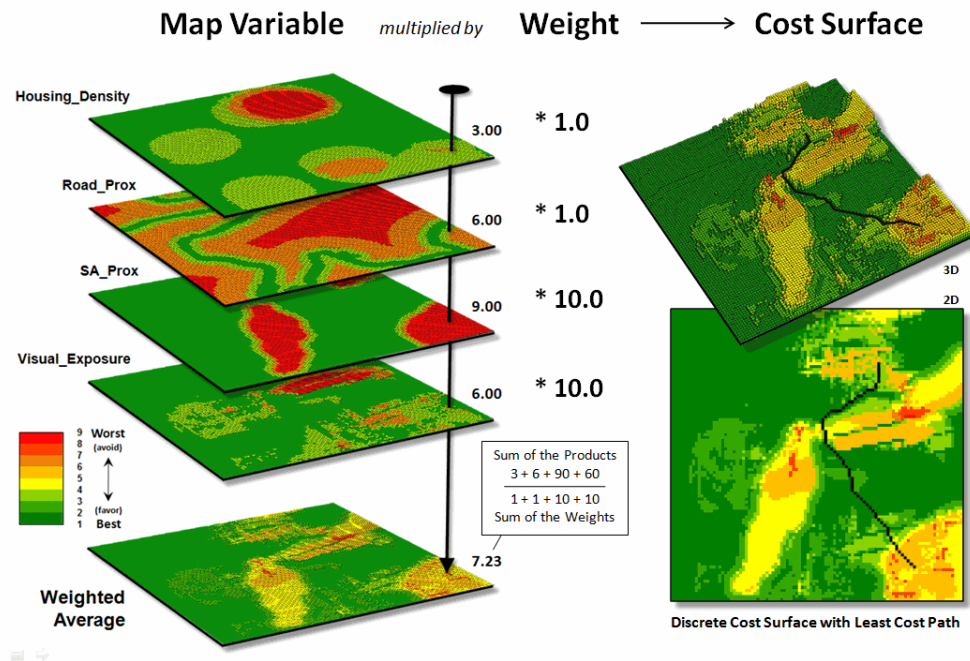 Map Variable multiplied by Weight Cost Surface
Housing_Density
3.00 * 1.0
Road_Prox
6.00 * 1.0
SA_Prox
9.00 * 10.0
Visual_Exposure
6.00 * 10.0
3D
2D
9 Worst
8 (avoid)
7
6
5
4
3 (favor)
2 Best
1
Sum of the Products
3 + 6 + 90 + 60
1 + 1 + 10 + 10
Sum of the Weights
7.23
Weighted
Average
Discrete Cost Surface with Least Cost Path